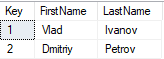 Key FirstName LastName
1 Vlad Ivanov
2 Dmitriy Petrov